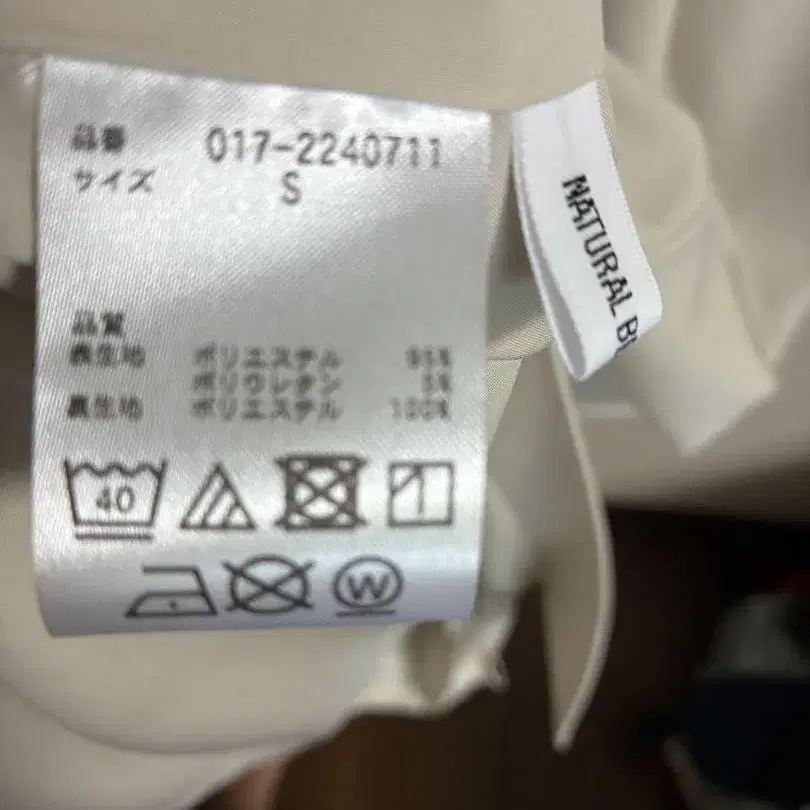 品番 017-2240711
サイズ S
品質
表生地 ポリエステル 95%
ポリウレタン 5%
裏生地 ポリエステル 100%
40
W
NATURAL B